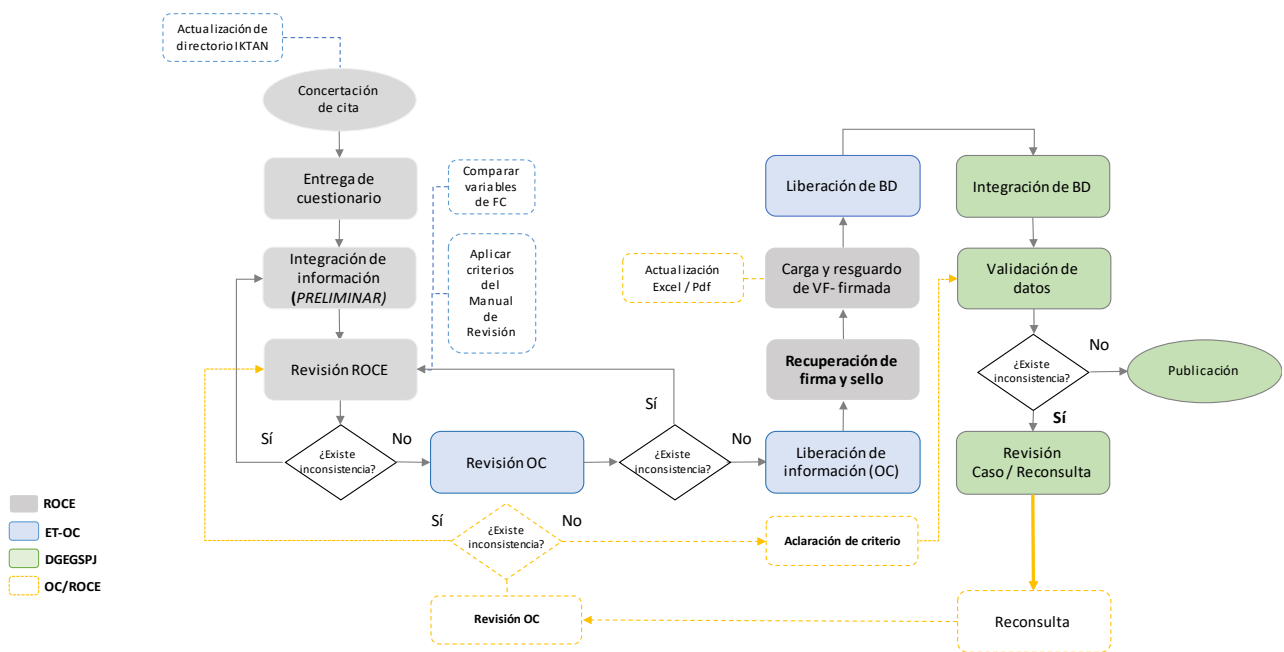 Actualización de
directorio IKTAN
Concertación
de cita
Entrega de
cuestionario
Comparar
variables
de FC
Integración de
información
(PRELIMINAR)
Aplicar
criterios
del
Manual
de
Revisión
Revisión ROCE
Sí
¿Existe
inconsistencia?
No
Revisión OC
Sí
¿Existe
inconsistencia?
No
Liberación de
información (OC)
Recuperación de
firma y sello
Actualización
Excel / Pdf
Carga y resguardo
de VF- firmada
Liberación de BD
Integración de BD
Validación de
datos
¿Existe
inconsistencia?
No
Publicación
Sí
Revisión
Caso / Reconsulta
Reconsulta
Revisión OC
Sí
¿Existe
inconsistencia?
No
Aclaración de criterio
ROCE
ET-OC
DGEGSPJ
OC/ROCE